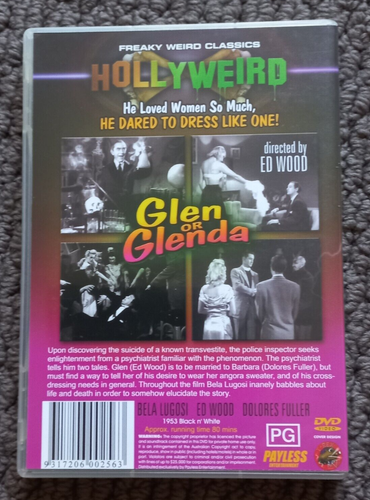 FREAKY WEIRD CLASSICS
HOLLYWEIRD
He Loved Women So Much,
HE DARED TO DRESS LIKE ONE!
directed by
ED WOOD
Glen
OR
Glenda
Upon discovering the suicide of a known transvestite, the police inspector seeks
enlightenment from a psychiatrist familiar with the phenomenon. The psychiatrist
tells him two tales. Glen (Ed Wood) is to be married to Barbara (Dolores Fuller), but
must find a way to tell her of his desire to wear her angora sweater, and of his cross-
dressing needs in general. Throughout the film Bela Lugosi inanely babbles about
life and death in order to somehow elucidate the story.
BELA LUGOSI ED WOOD DOLORES FULLER
1953 Black n' White
Approx. running time 60 mins
9 317206 002563
PG
PAYLESS
ENTERTAINMENT
DVD
VIDEO